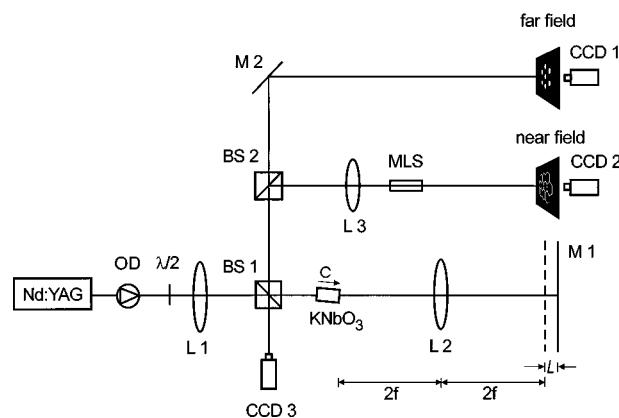 far field
CCD 1
M 2
near field
CCD 2
BS 2
MLS
L 3
M 1
OD
λ/2
BS 1
C
Nd:YAG
KNbO3
L 1
L 2
L
CCD 3
2f
2f